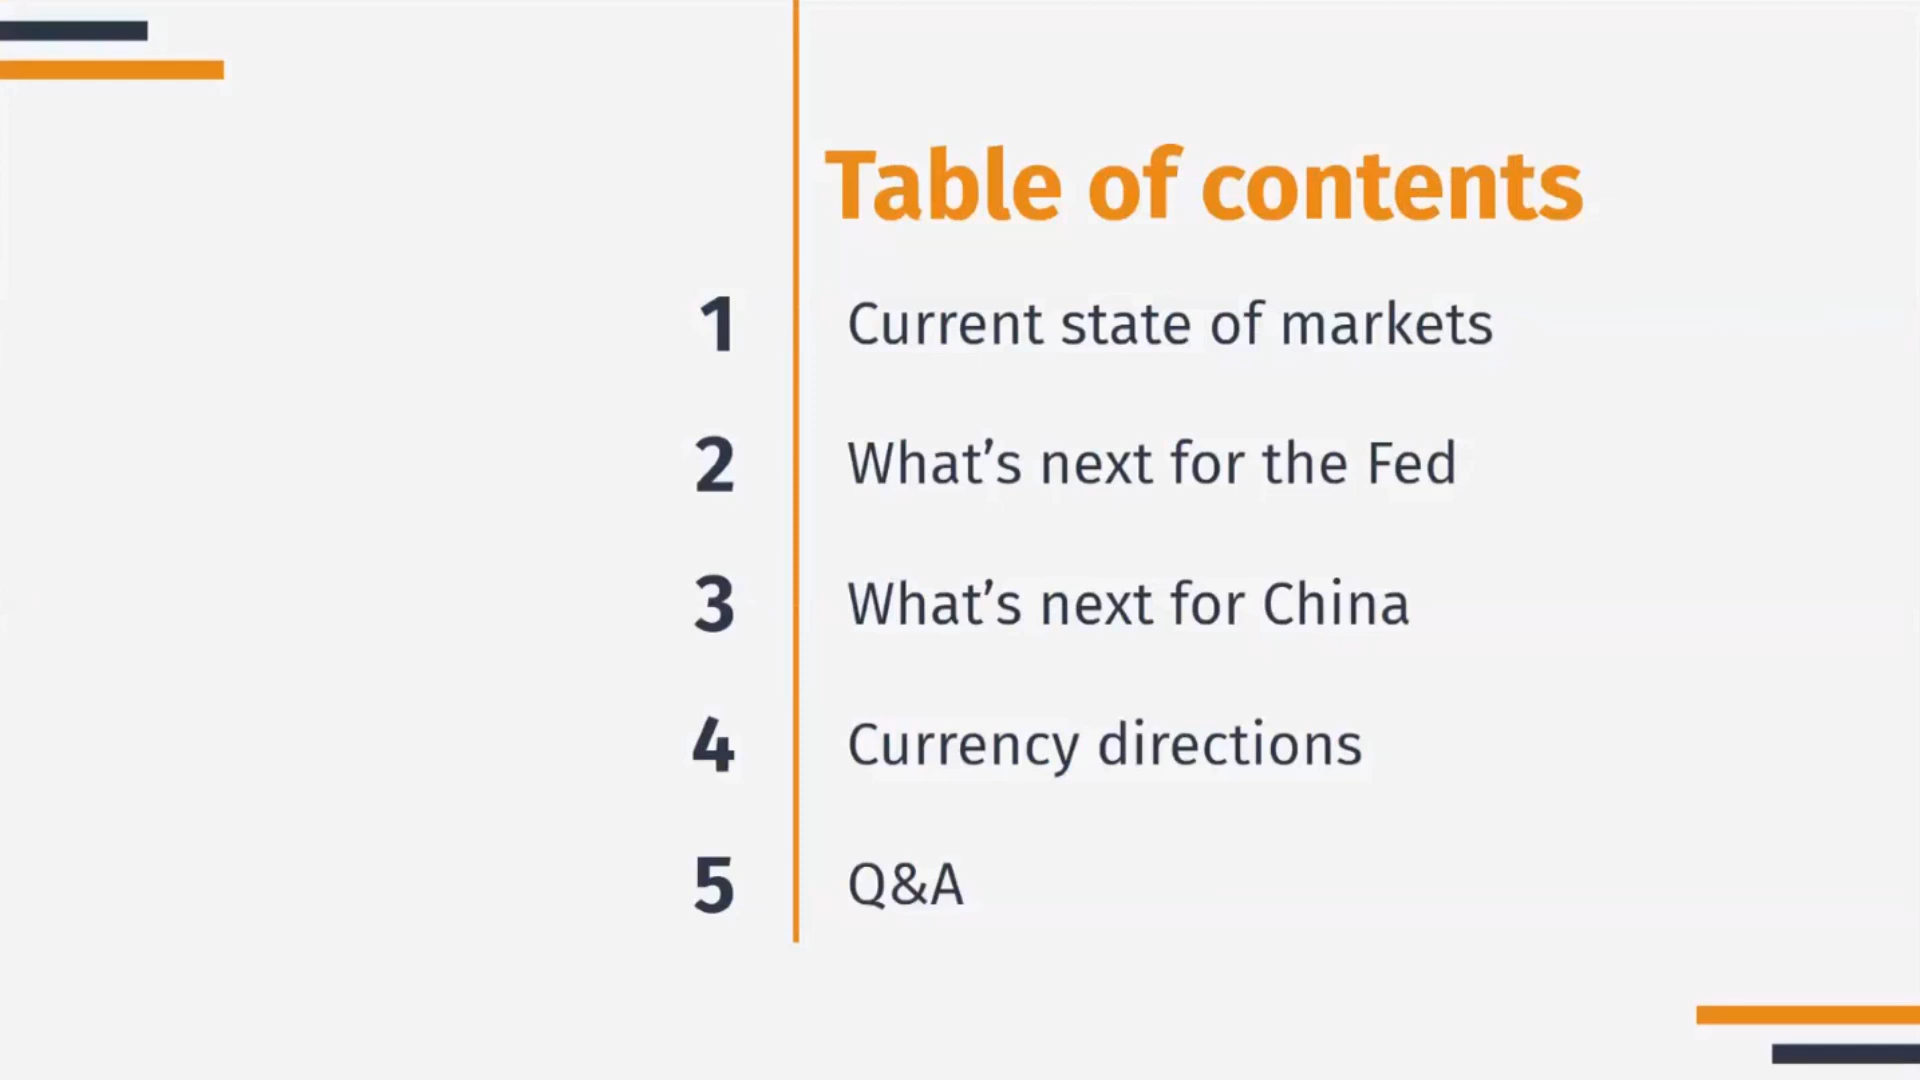 Table of contents
1 Current state of markets
2 What’s next for the Fed
3 What’s next for China
4 Currency directions
5 Q&A